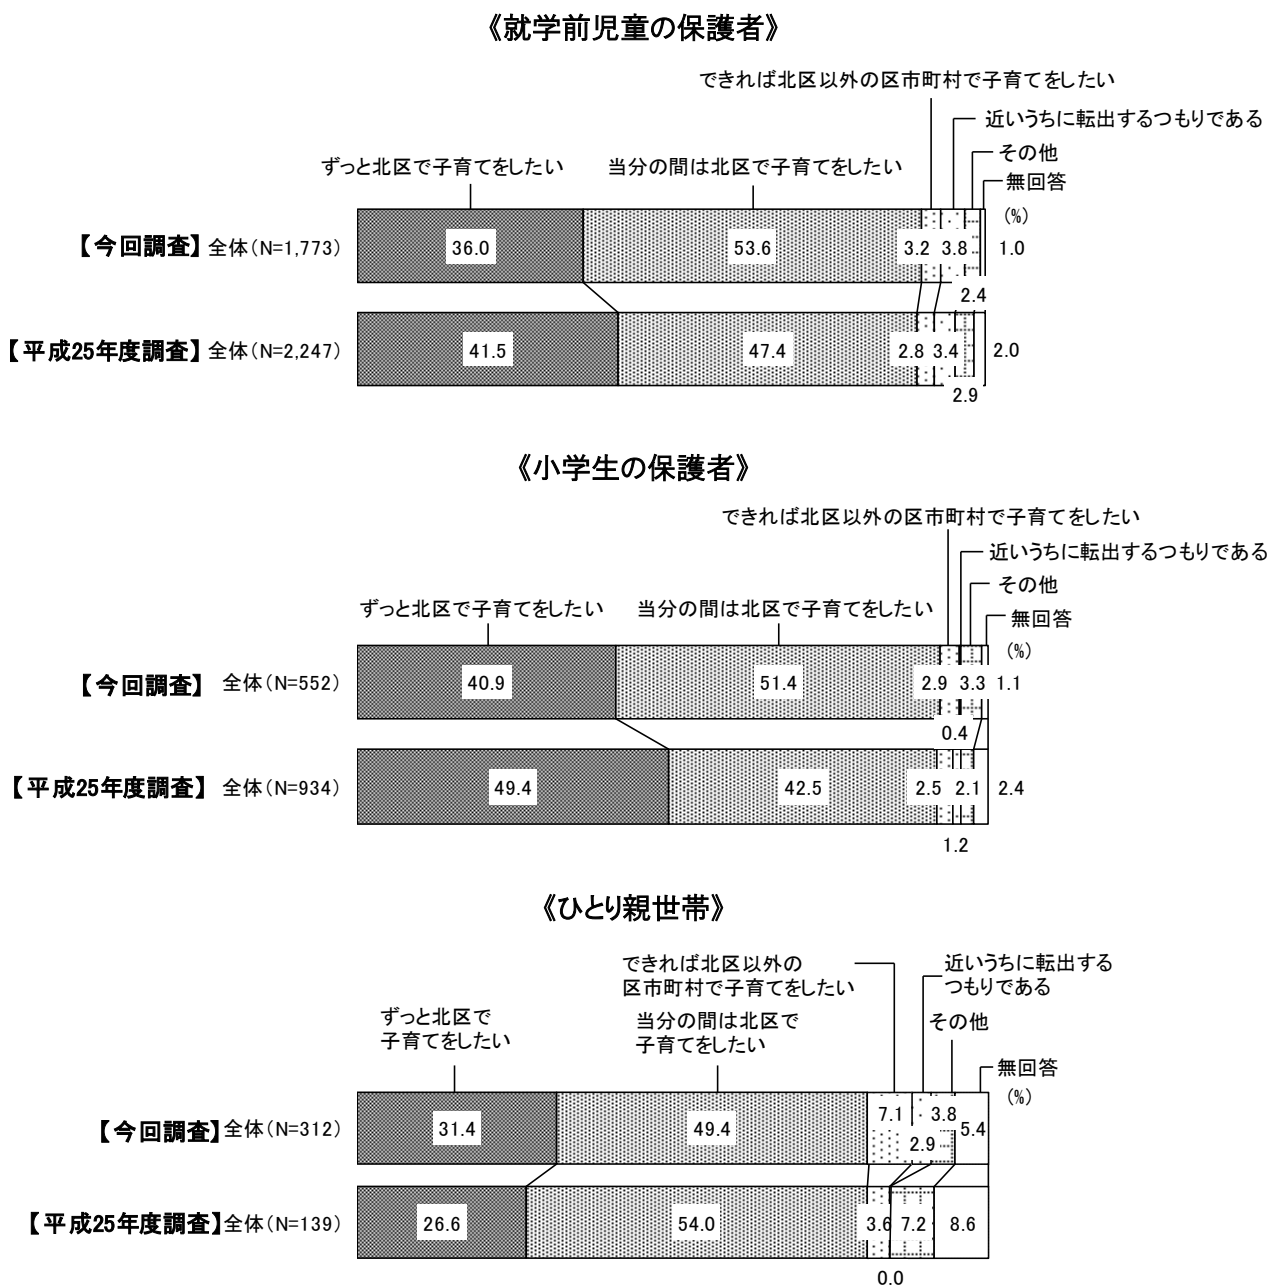 《就学前児童の保護者》
できれば北区以外の区市町村で子育てをしたい
近いうちに転出するつもりである
その他
ずっと北区で子育てをしたい 当分の間は北区で子育てをしたい
無回答
(%)
【今回調査】全体(N=1,773) 36.0 53.6 3.2 3.8 1.0
2.4
【平成25年度調査】全体(N=2,247) 41.5 47.4 2.8 3.4 2.0
2.9
《小学生の保護者》
できれば北区以外の区市町村で子育てをしたい
近いうちに転出するつもりである
その他
ずっと北区で子育てをしたい 当分の間は北区で子育てをしたい
無回答
(%)
【今回調査】 全体(N=552) 40.9 51.4 2.9 3.3 1.1
0.4
【平成25年度調査】 全体(N=934) 49.4 42.5 2.5 2.1 2.4
1.2
《ひとり親世帯》
できれば北区以外の
区市町村で子育てをしたい
近いうちに転出する
つもりである
ずっと北区で
子育てをしたい
当分の間は北区で
子育てをしたい
その他
無回答
(%)
【今回調査】全体(N=312) 31.4 49.4 7.1 3.8 5.4
2.9
【平成25年度調査】全体(N=139) 26.6 54.0 3.6 7.2 8.6
0.0